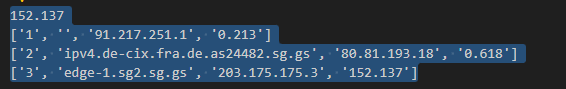 152.137
['1', '', '91.217.251.1', '0.213']
['2', 'ipv4.de-cix.fra.de.as24482.sg.gs', '80.81.193.18', '0.618']
['3', 'edge-1.sg2.sg.gs', '203.175.175.3', '152.137']